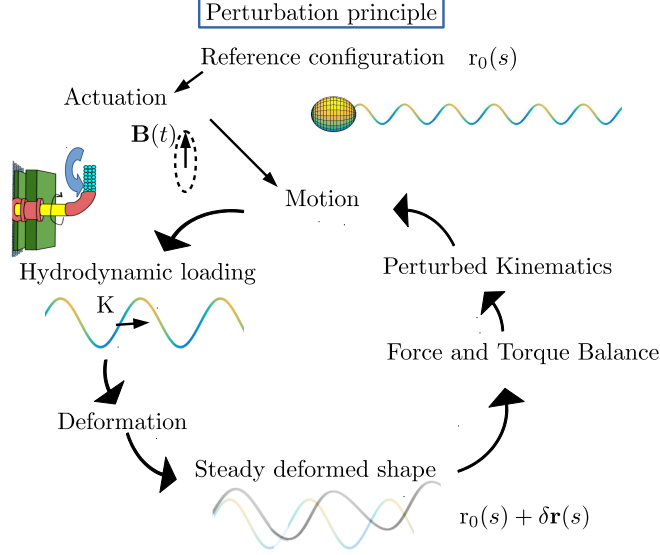 Perturbation principle
Reference configuration r₀(s)
Actuation
B(t)
Motion
Hydrodynamic loading
Perturbed Kinematics
K
Force and Torque Balance
Deformation
Steady deformed shape
r₀(s) + δr(s)